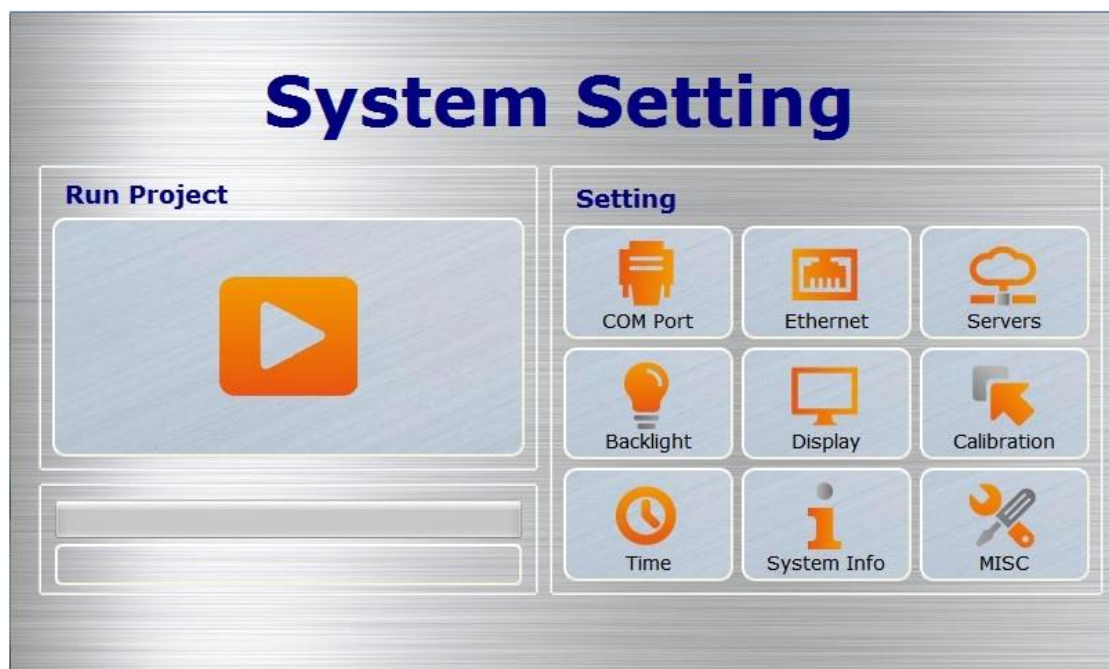 System Setting
Run Project
Setting
COM Port
Ethernet
Servers
Backlight
Display
Calibration
Time
System Info
MISC